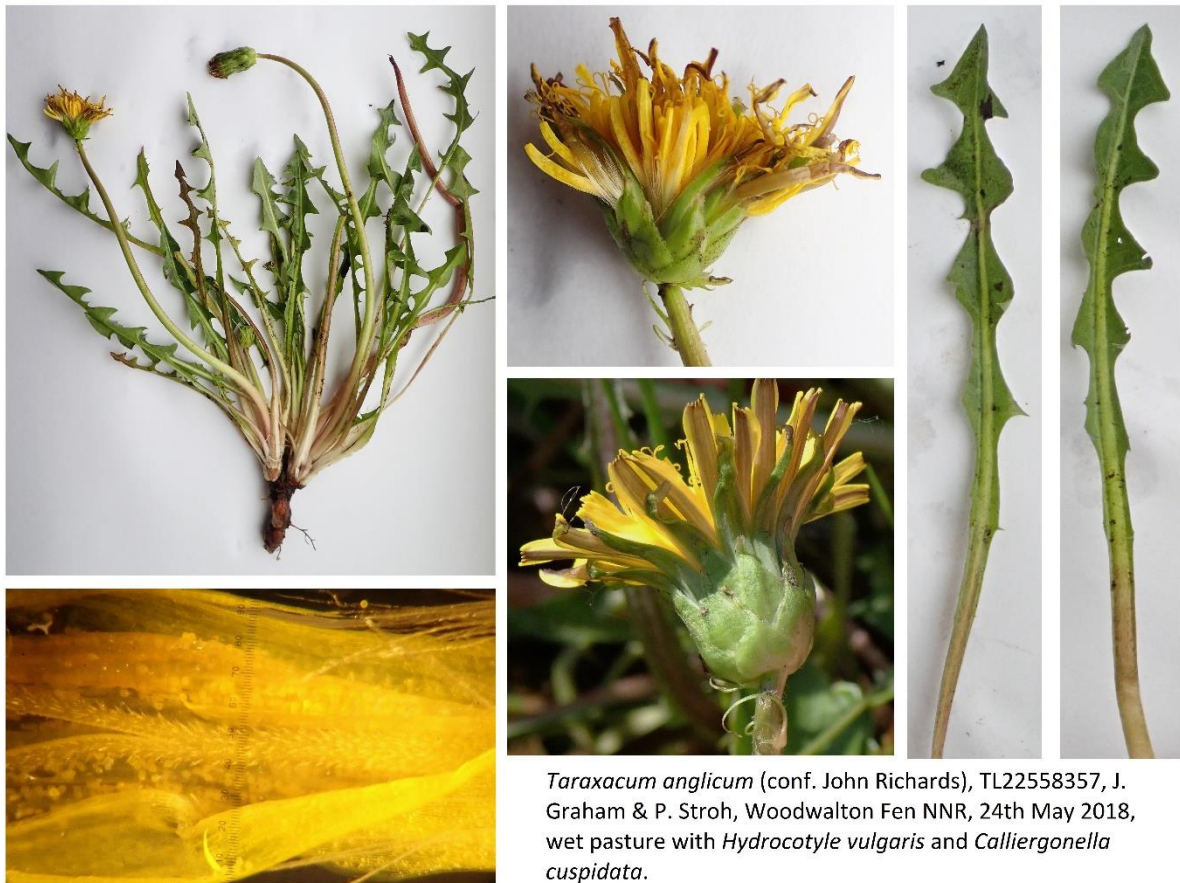 Taraxacum anglicum (conf. John Richards), TL22558357, J.
Graham & P. Stroh, Woodwalton Fen NNR, 24th May 2018,
wet pasture with Hydrocotyle vulgaris and Calliergonella
cuspidata.